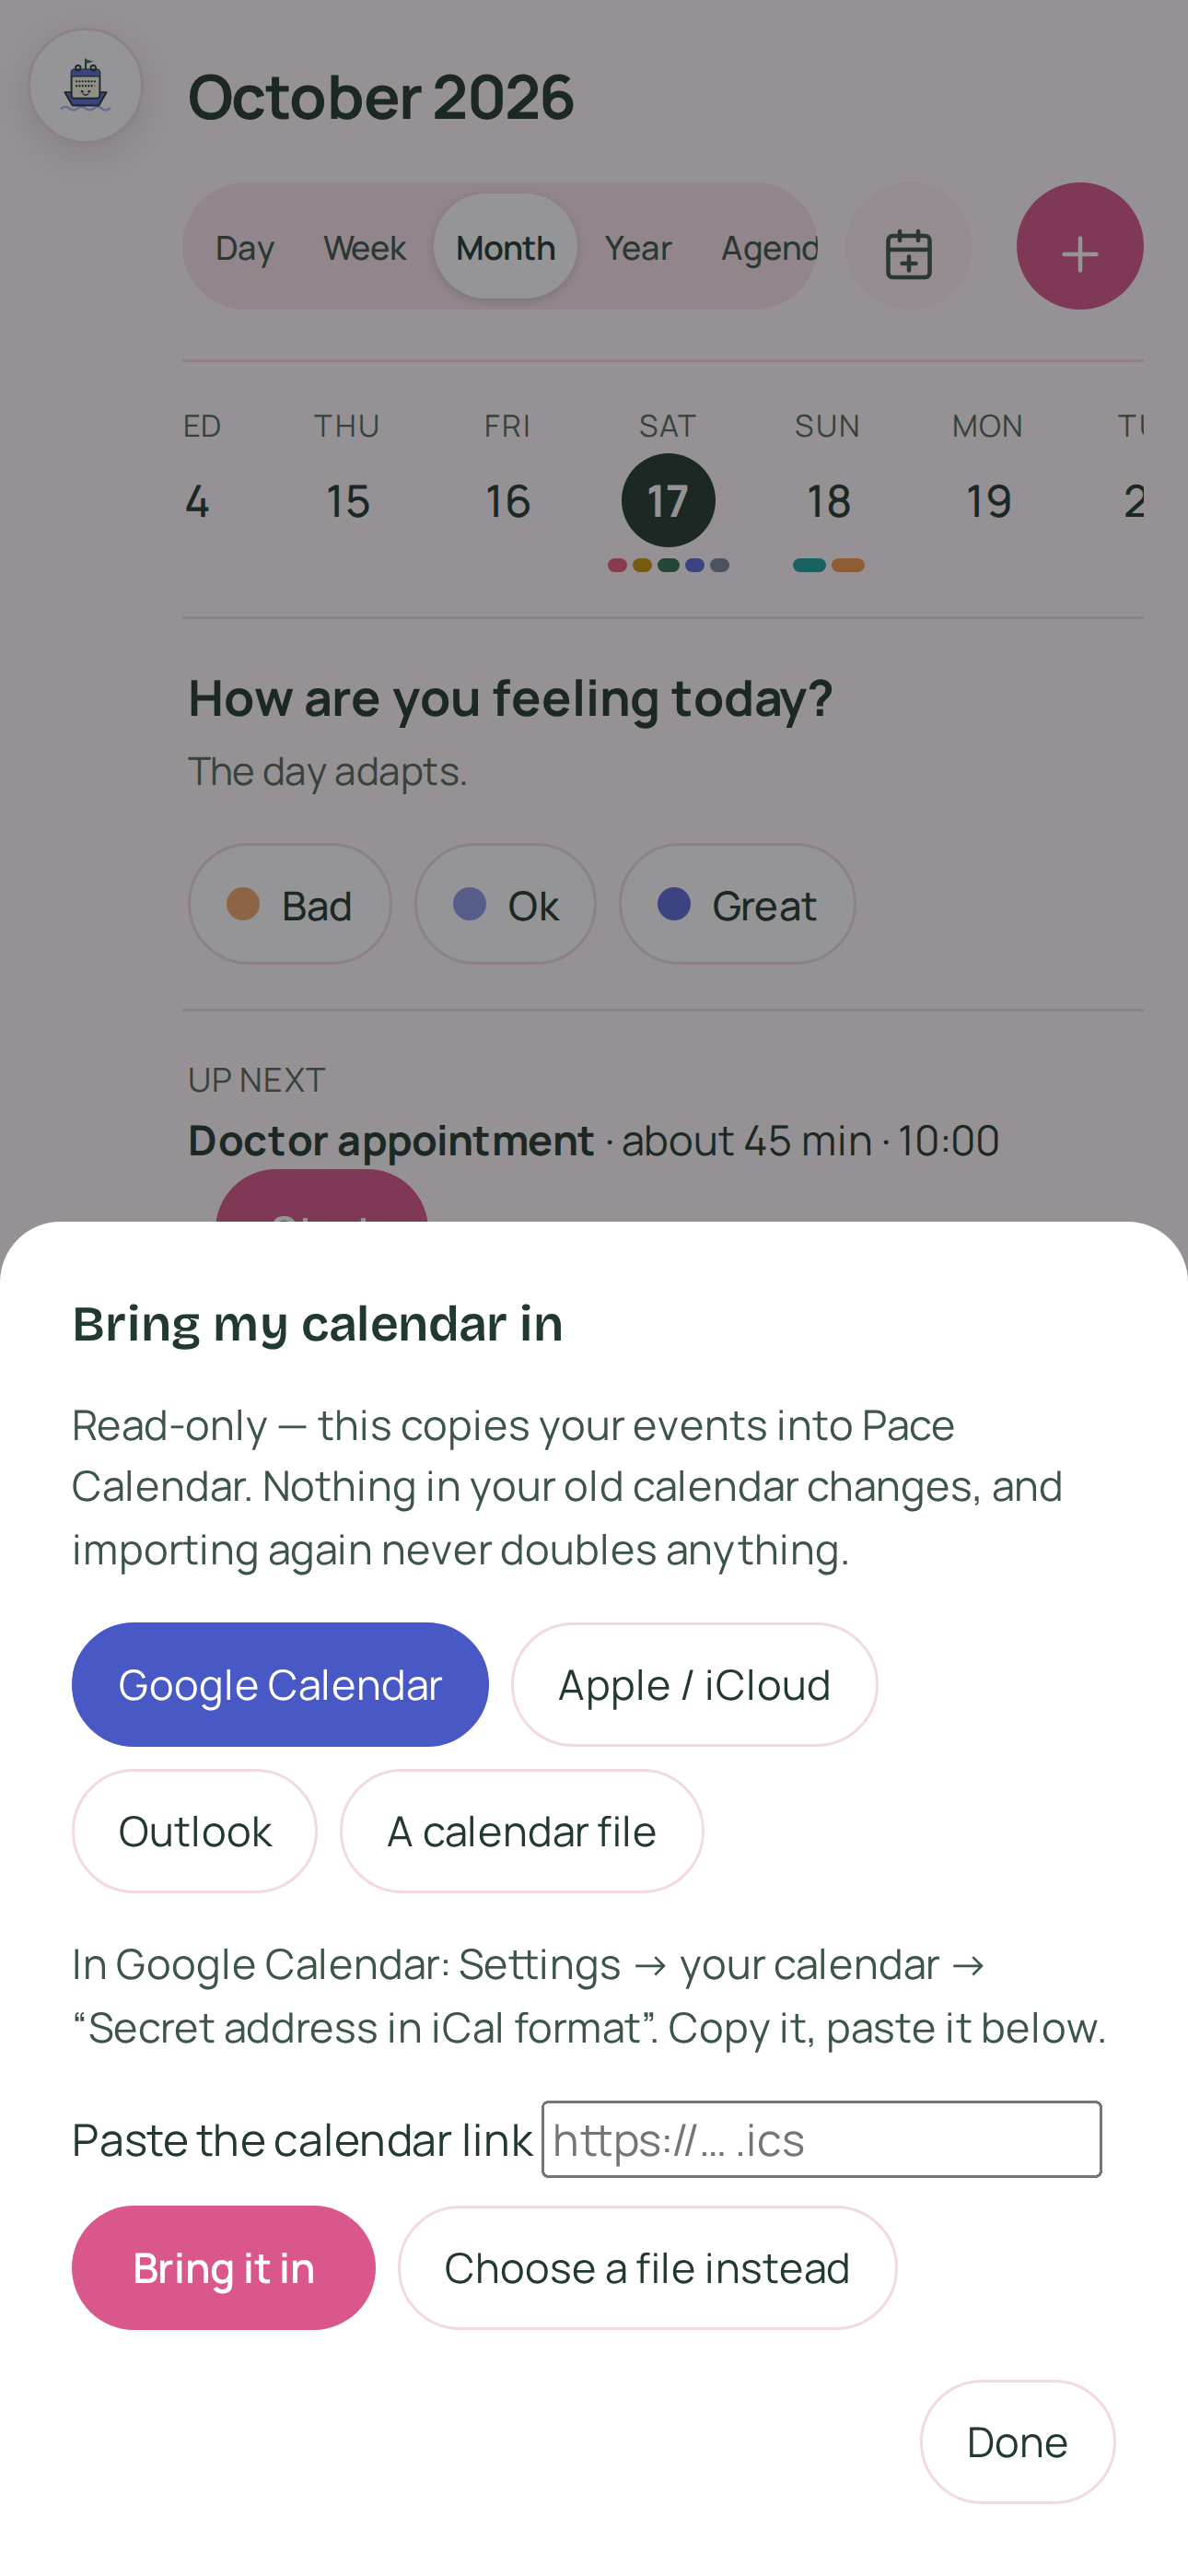 October 2026
Day Week Month Year Agend
ED THU FRI SAT SUN MON TU
4 15 16 17 18 19 2
How are you feeling today?
The day adapts.
Bad Ok Great
UP NEXT
Doctor appointment · about 45 min · 10:00
Bring my calendar in
Read-only — this copies your events into Pace
Calendar. Nothing in your old calendar changes, and
importing again never doubles anything.
Google Calendar Apple / iCloud
Outlook A calendar file
In Google Calendar: Settings → your calendar →
“Secret address in iCal format”. Copy it, paste it below.
Paste the calendar link https://… .ics
Bring it in Choose a file instead
Done